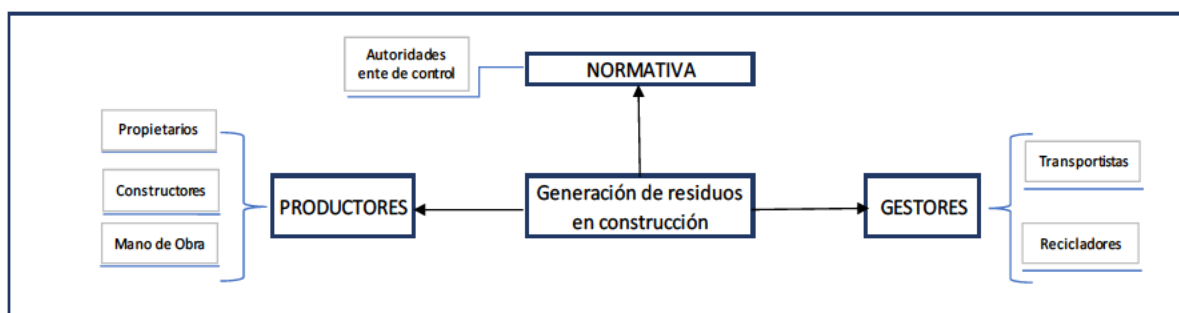 Autoridades
ente de control
NORMATIVA
Propietarios
Constructores
Mano de Obra
PRODUCTORES
Generación de residuos
en construcción
GESTORES
Transportistas
Recicladores